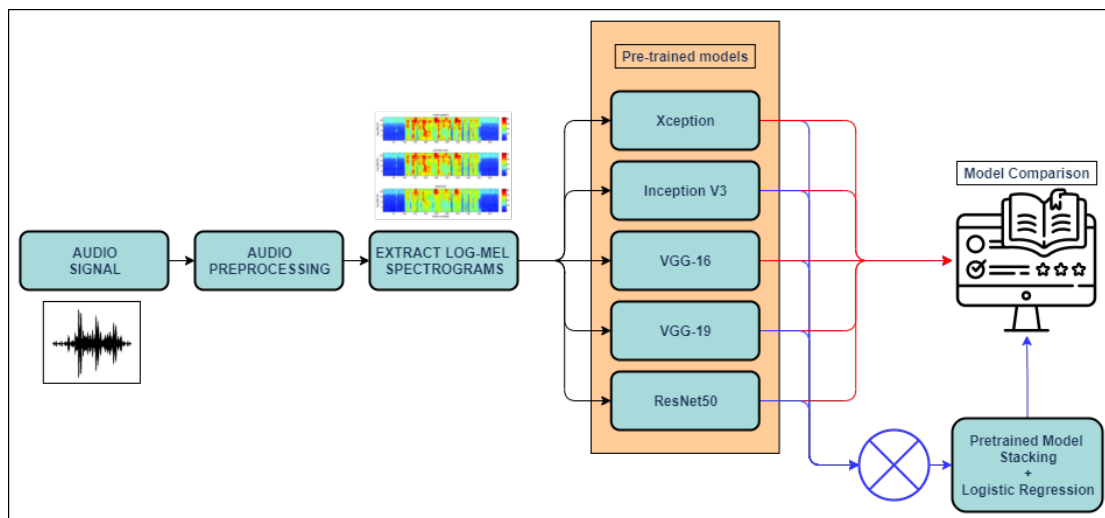 Pre-trained models
Xception
Inception V3
VGG-16
VGG-19
ResNet50
AUDIO
SIGNAL
AUDIO
PREPROCESSING
EXTRACT LOG-MEL
SPECTROGRAMS
Model Comparison
Pretrained Model
Stacking
+
Logistic Regression